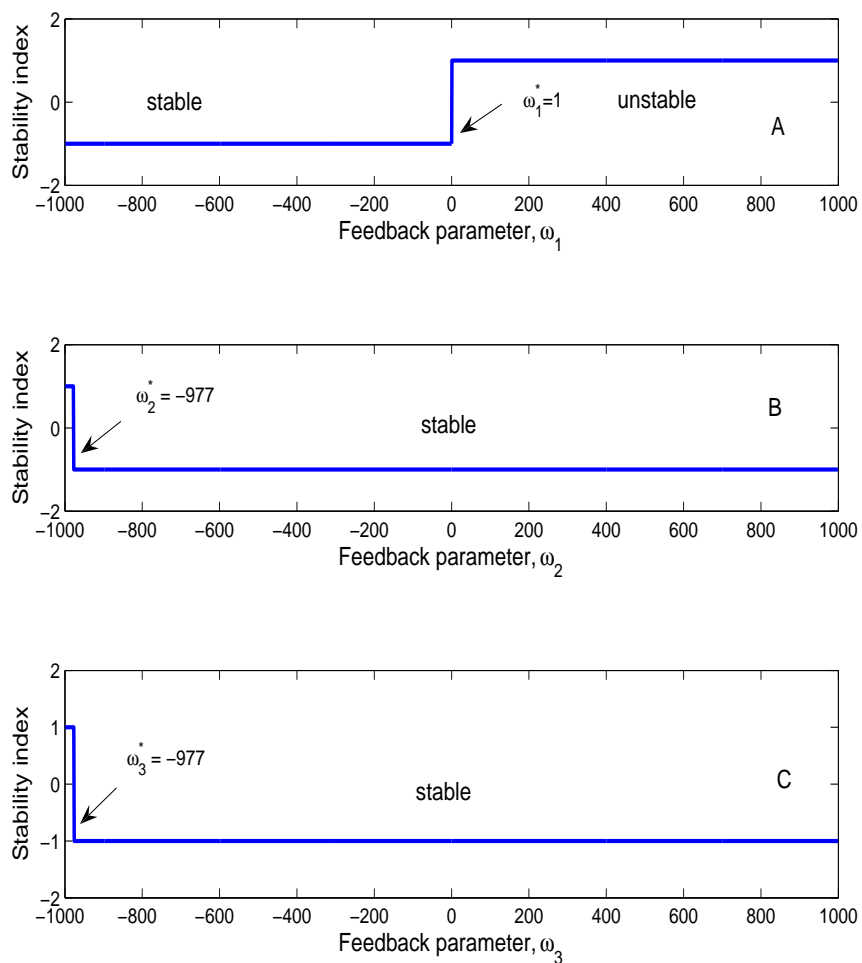 Stability index
2
0
−2
stable
ω1*=1
unstable
A
−1000 −800 −600 −400 −200 0 200 400 600 800 1000
Feedback parameter, ω1
Stability index
2
0
−2
ω2* = −977
stable
B
−1000 −800 −600 −400 −200 0 200 400 600 800 1000
Feedback parameter, ω2
Stability index
2
1
0
−1
−2
ω3* = −977
stable
C
−1000 −800 −600 −400 −200 0 200 400 600 800 1000
Feedback parameter, ω3